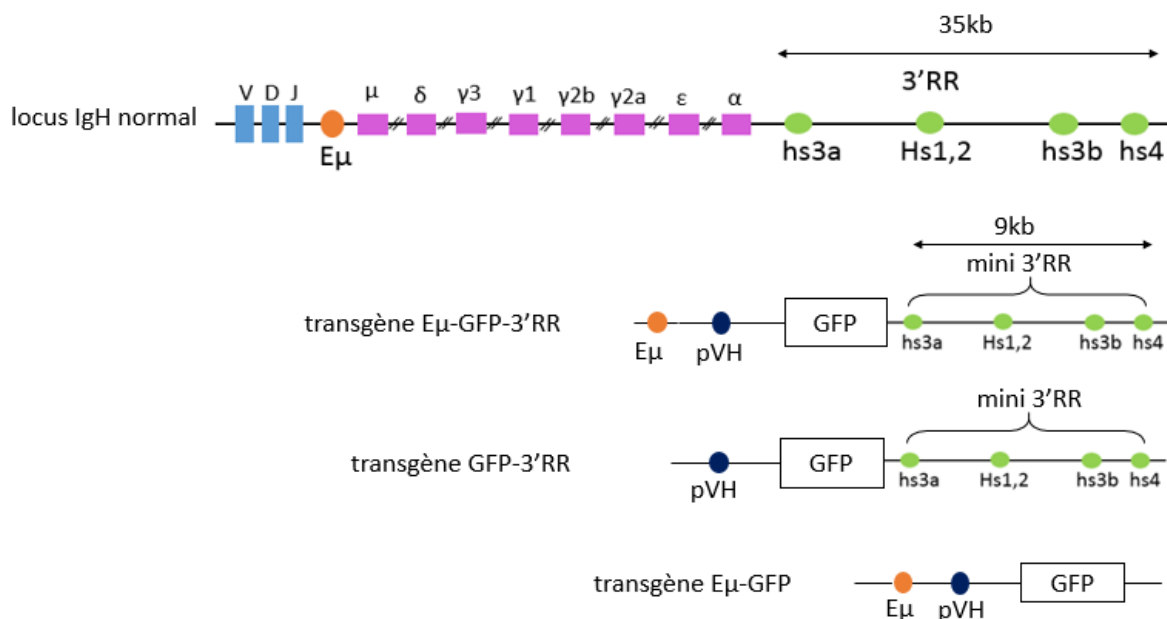 35kb
3'RR
V D J
μ δ γ3 γ1 γ2b γ2a ε α
locus IgH normal
Eμ
hs3a Hs1,2 hs3b hs4
9kb
mini 3'RR
transgène Eμ-GFP-3'RR
GFP
Eμ pVH
hs3a Hs1,2 hs3b hs4
mini 3'RR
transgène GFP-3'RR
GFP
pVH
hs3a Hs1,2 hs3b hs4
transgène Eμ-GFP
GFP
Eμ pVH